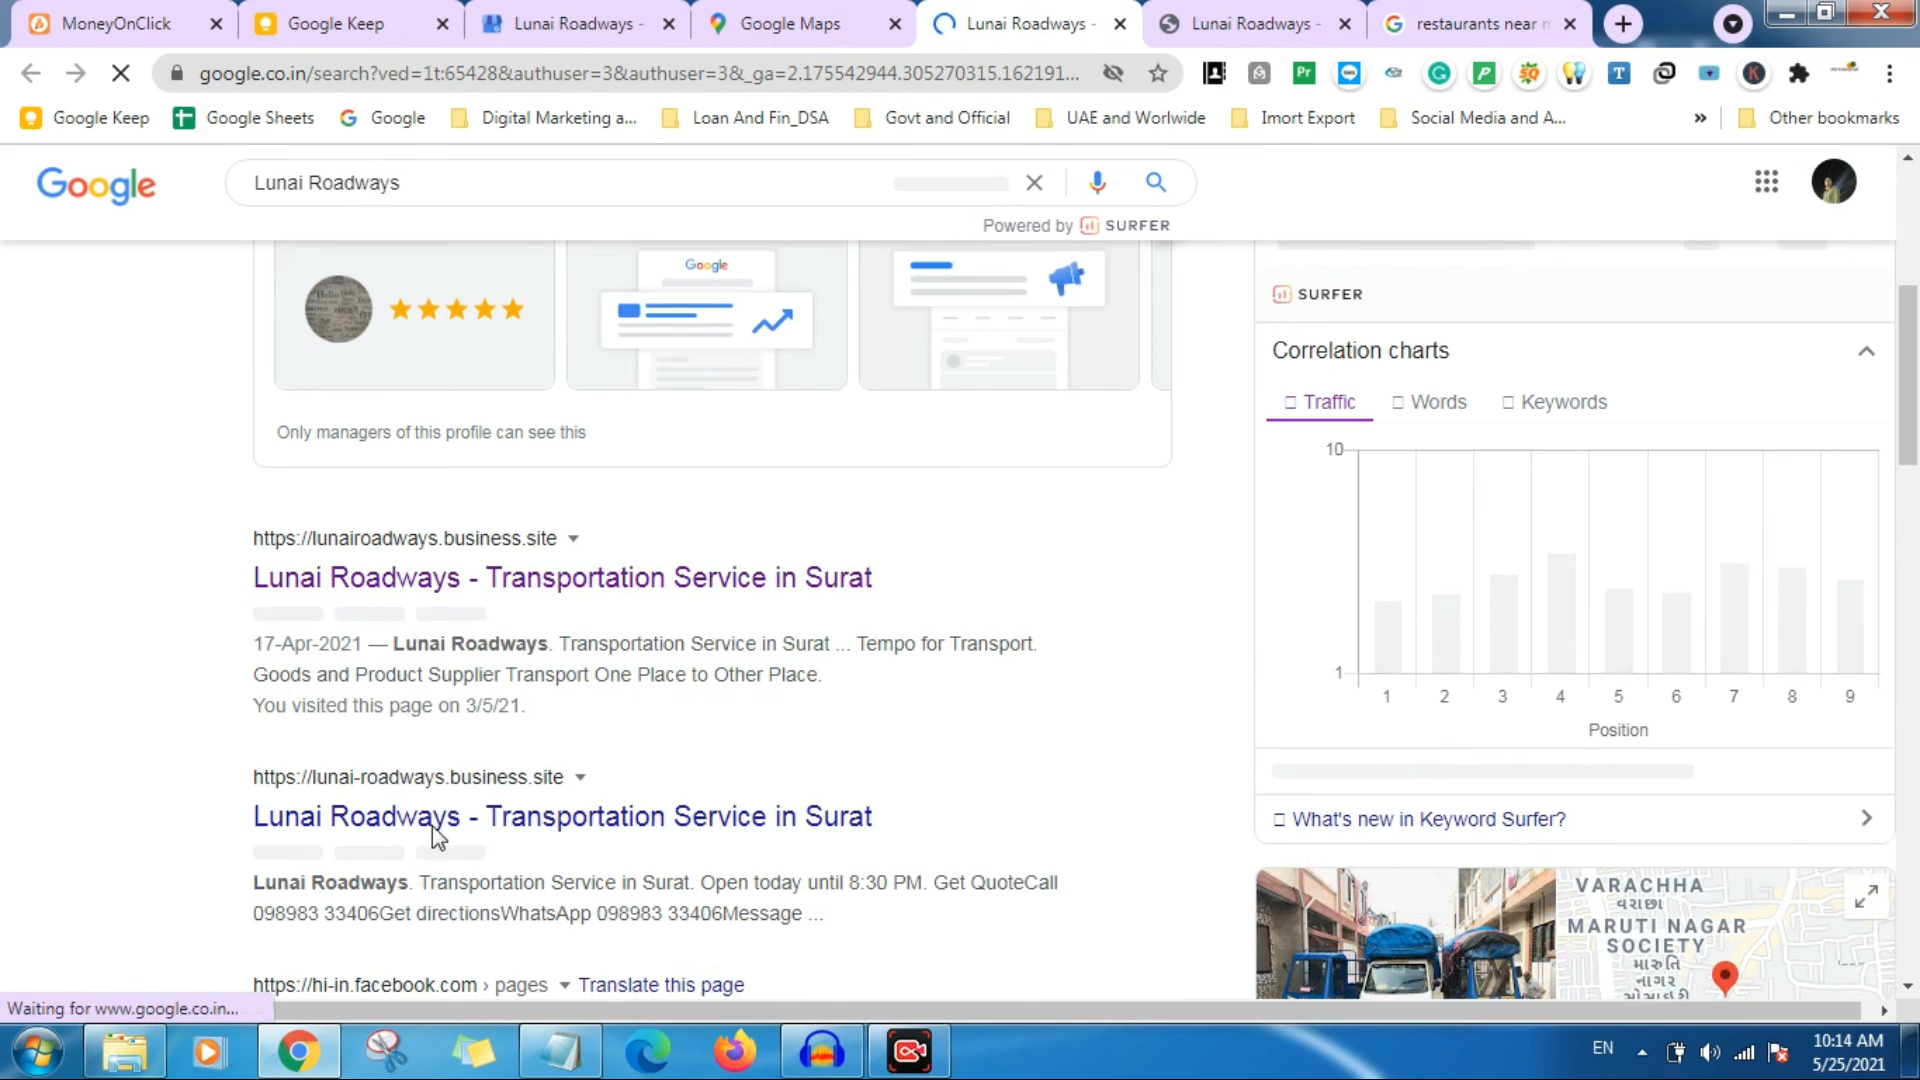 MoneyOnClick
Google Keep
Lunai Roadways -
Google Maps
Lunai Roadways -
Lunai Roadways -
restaurants near
google.co.in/search?ved=1t:65428&authuser=3&authuser=3&_ga=2.175542944.305270315.162191...
Google Keep
Google Sheets
Google
Digital Marketing a...
Loan And Fin_DSA
Govt and Official
UAE and Worlwide
Imort Export
Social Media and A...
»
Other bookmarks
Google
Lunai Roadways
Powered by SURFER
Google
Only managers of this profile can see this
https://lunairoadways.business.site
Lunai Roadways - Transportation Service in Surat
17-Apr-2021 — Lunai Roadways. Transportation Service in Surat ... Tempo for Transport.
Goods and Product Supplier Transport One Place to Other Place.
You visited this page on 3/5/21.
https://lunai-roadways.business.site
Lunai Roadways - Transportation Service in Surat
Lunai Roadways. Transportation Service in Surat. Open today until 8:30 PM. Get QuoteCall
098983 33406Get directionsWhatsApp 098983 33406Message ...
https://hi-in.facebook.com › pages
Translate this page
SURFER
Correlation charts
Traffic
Words
Keywords
10
1
1 2 3 4 5 6 7 8 9
Position
What's new in Keyword Surfer?
VARACHHA
વરાછા
MARUTI NAGAR
SOCIETY
મારુતિ
નાગર
સોસાઇટી
Waiting for www.google.co.in...
EN
10:14 AM
5/25/2021